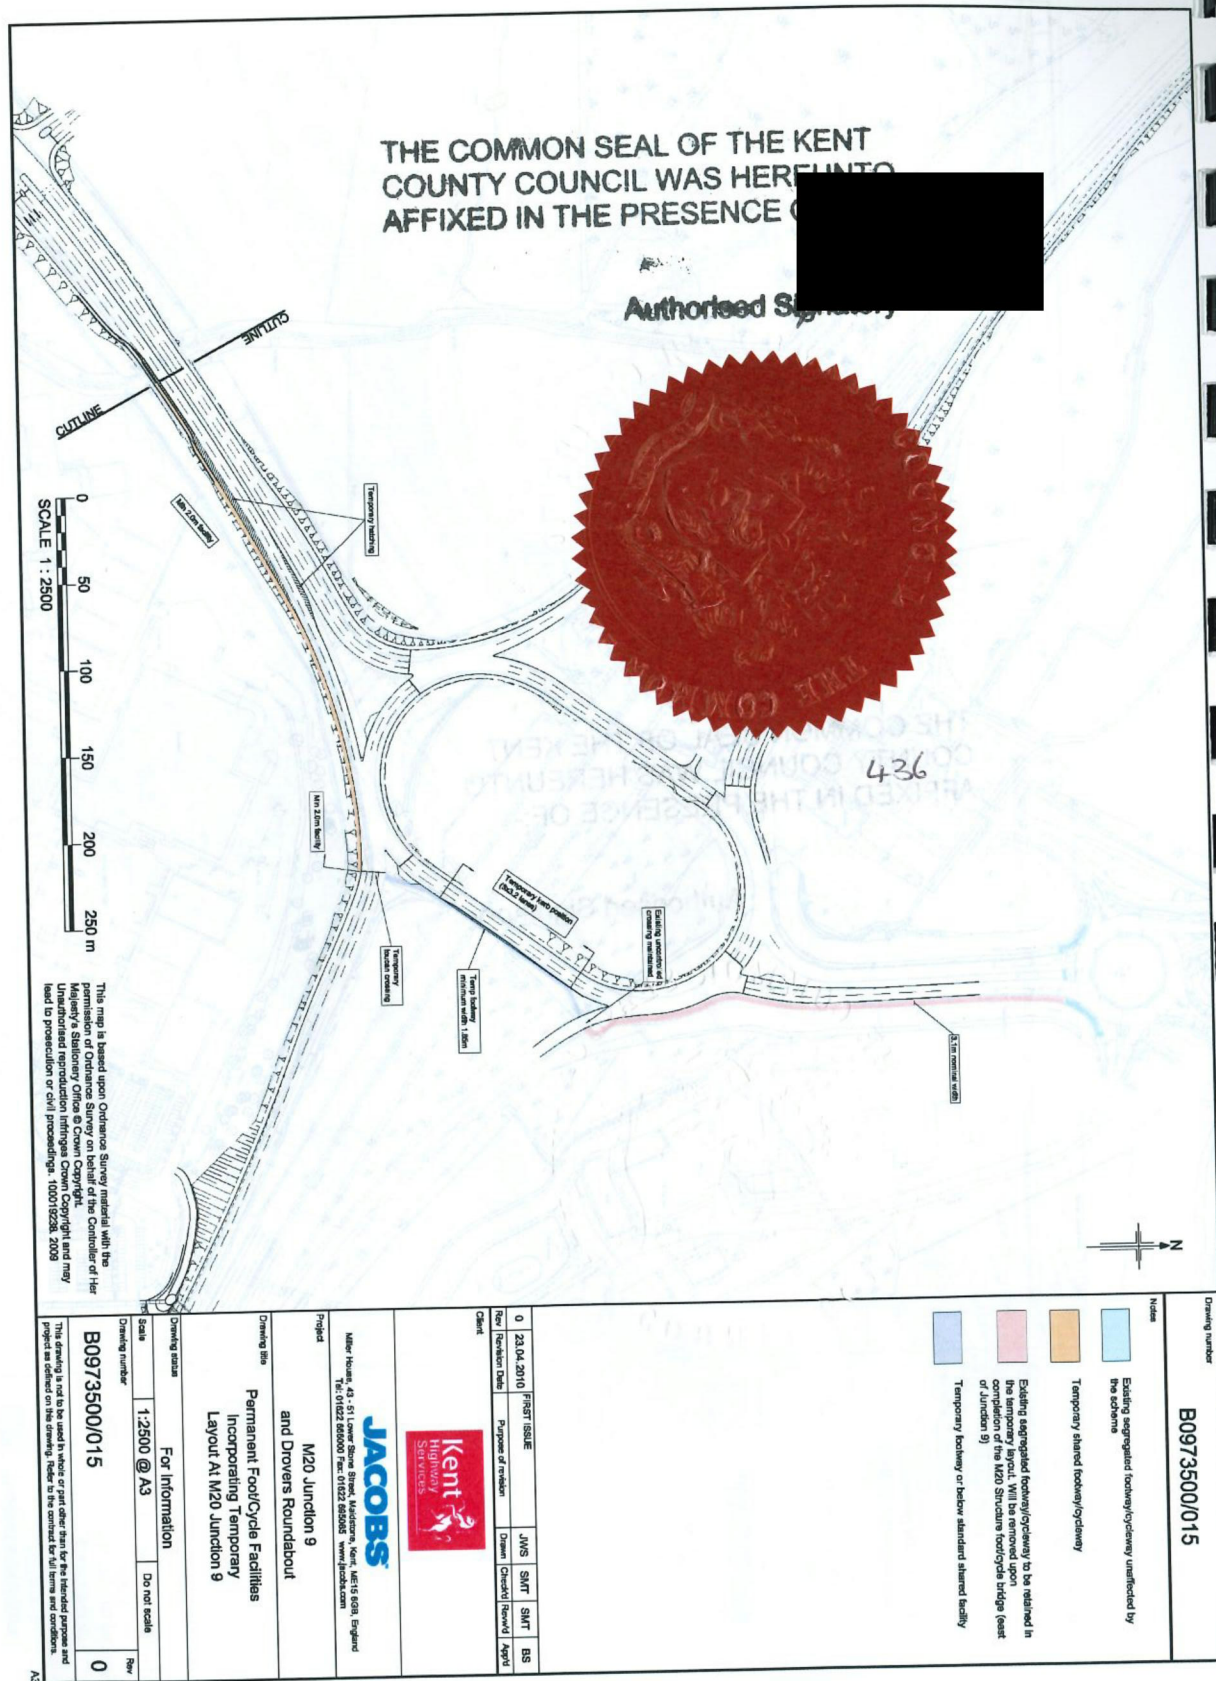 THE COMMON SEAL OF THE KENT
COUNTY COUNCIL WAS HEREUNTO
AFFIXED IN THE PRESENCE
Authorised Signatory
436
CUTLINE
CUTLINE
Min 2.0m facility
Temporary hatching
Min 2.0m facility
Temporary
toucan crossing
Temporary kerb position
Temp footway
minimum width 1.85m
Existing uncontrolled
crossing maintained
3.1m nominal width
0 50 100 150 200 250 m
SCALE 1 : 2500
This map is based upon Ordnance Survey material with the
permission of Ordnance Survey on behalf of the Controller of Her
Majesty's Stationery Office © Crown Copyright.
Unauthorised reproduction infringes Crown Copyright and may
lead to prosecution or civil proceedings. 100019238. 2009
N
Drawing number
B0973500/015
Notes
Existing segregated footway/cycleway unaffected by
the scheme
Temporary shared footway/cycleway
Existing segregated footway/cycleway to be retained in
the temporary layout. Will be removed upon
completion of the M20 Structure foot/cycle bridge (east
of Junction 9)
Temporary footway or below standard shared facility
0 23.04.2010 FIRST ISSUE JWS SMT SMT BS
Rev Revision Date Purpose of revision Drawn Check'd Revw'd App'd
Client
Kent
Highway
Services
JACOBS
Miller House, 43 - 51 Lower Stone Street, Maidstone, Kent, ME15 6GB, England
Tel: 01622 666000 Fax: 01622 695065 www.jacobs.com
Project
M20 Junction 9
and Drovers Roundabout
Drawing title
Permanent Foot/Cycle Facilities
Incorporating Temporary
Layout At M20 Junction 9
Drawing status
For Information
Scale
1:2500 @ A3
Do not scale
Drawing number
B0973500/015
Rev
0
This drawing is not to be used in whole or part other than for the intended purpose and
project as defined on this drawing. Refer to the contract for full terms and conditions.